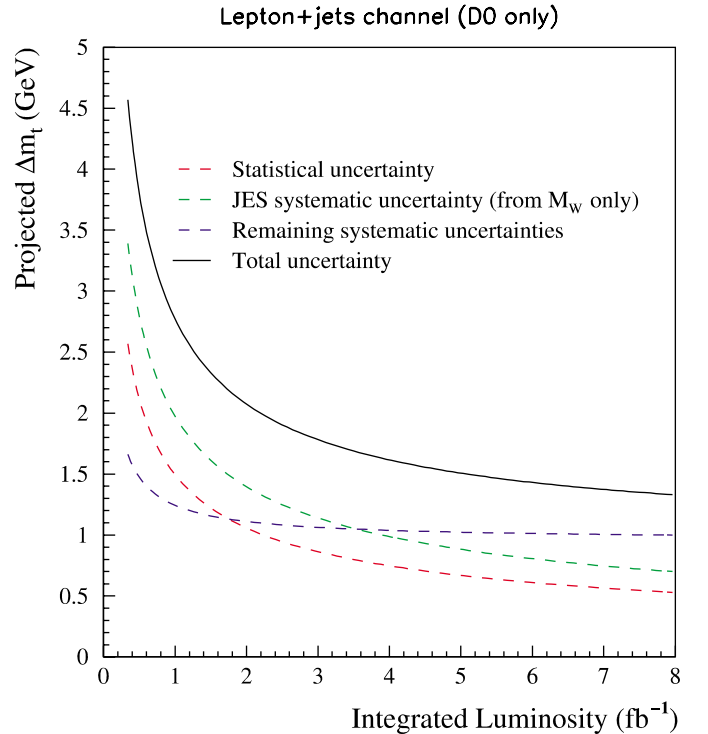 Lepton+jets channel (D0 only)
Projected Δmt (GeV)
5
4.5
4
3.5
3
2.5
2
1.5
1
0.5
0
Statistical uncertainty
JES systematic uncertainty (from MW only)
Remaining systematic uncertainties
Total uncertainty
0 1 2 3 4 5 6 7 8
Integrated Luminosity (fb⁻¹)